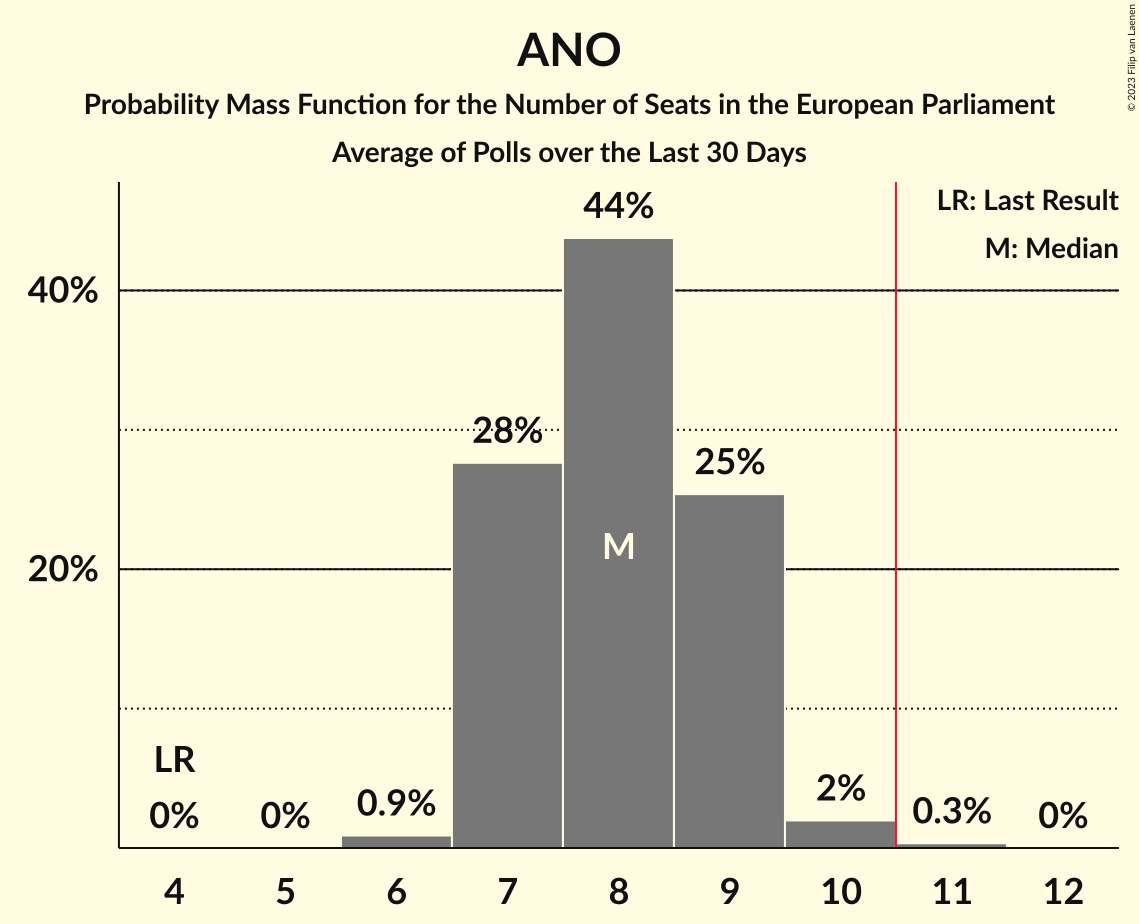 ANO
Probability Mass Function for the Number of Seats in the European Parliament
Average of Polls over the Last 30 Days
© 2023 Filip van Laenen
LR: Last Result
M: Median
44%
40%
28%
25%
M
20%
LR
0%
0%
0.9%
2%
0.3%
0%
4 5 6 7 8 9 10 11 12